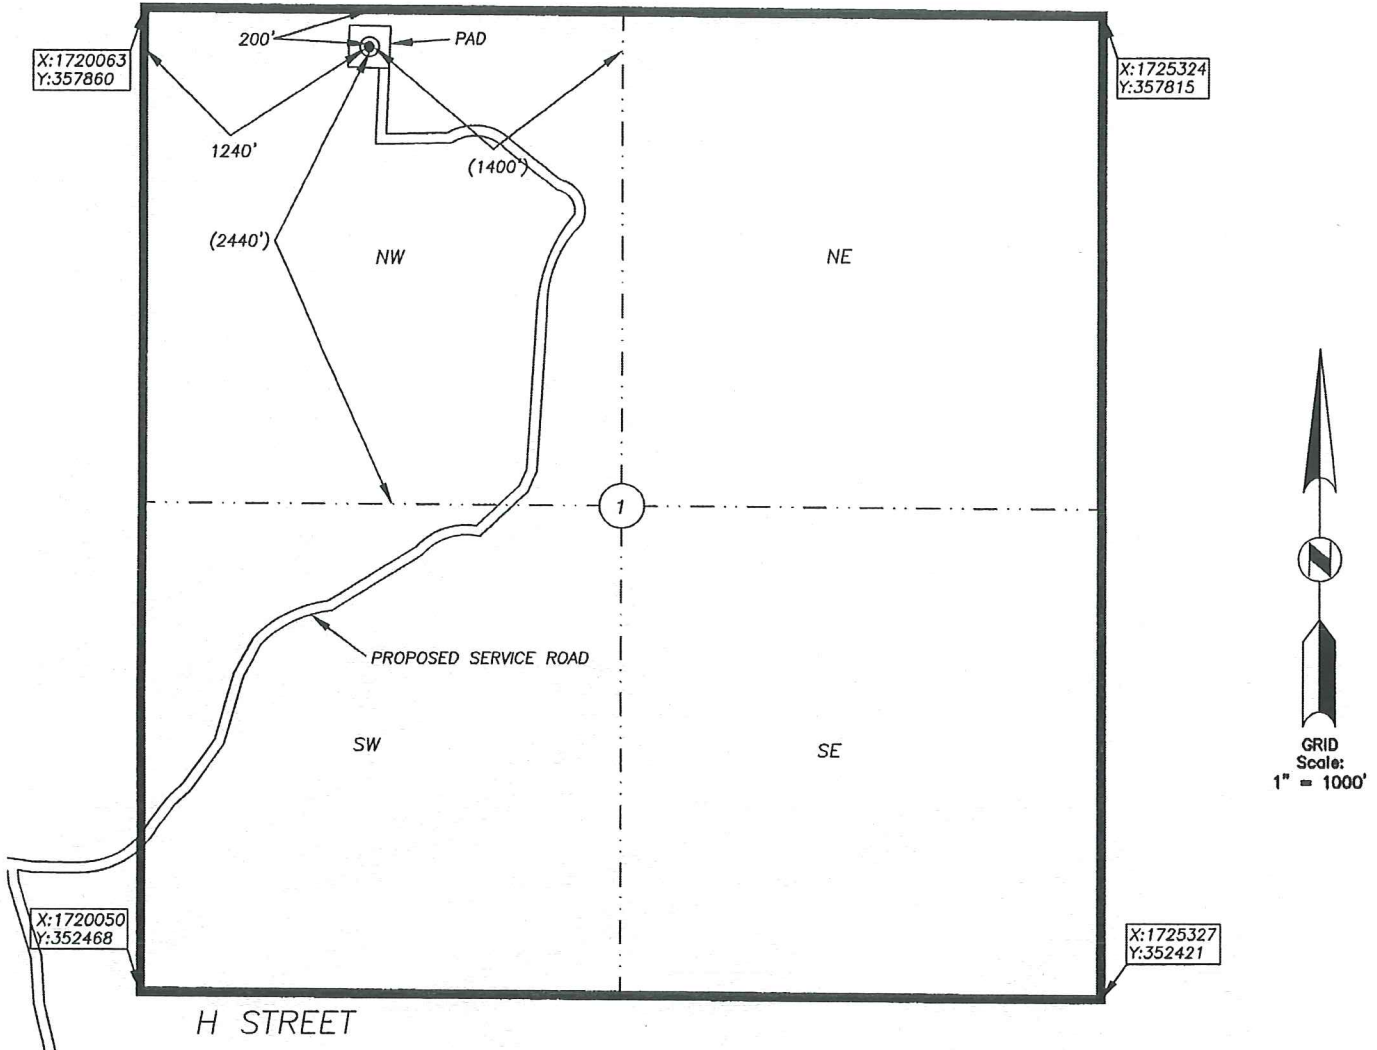 200'
PAD
X:1720063
Y:357860
X:1725324
Y:357815
1240'
(1400')
(2440')
NW
NE
1
N
PROPOSED SERVICE ROAD
SW
SE
GRID
Scale:
1" = 1000'
X:1720050
Y:352468
X:1725327
Y:352421
H STREET